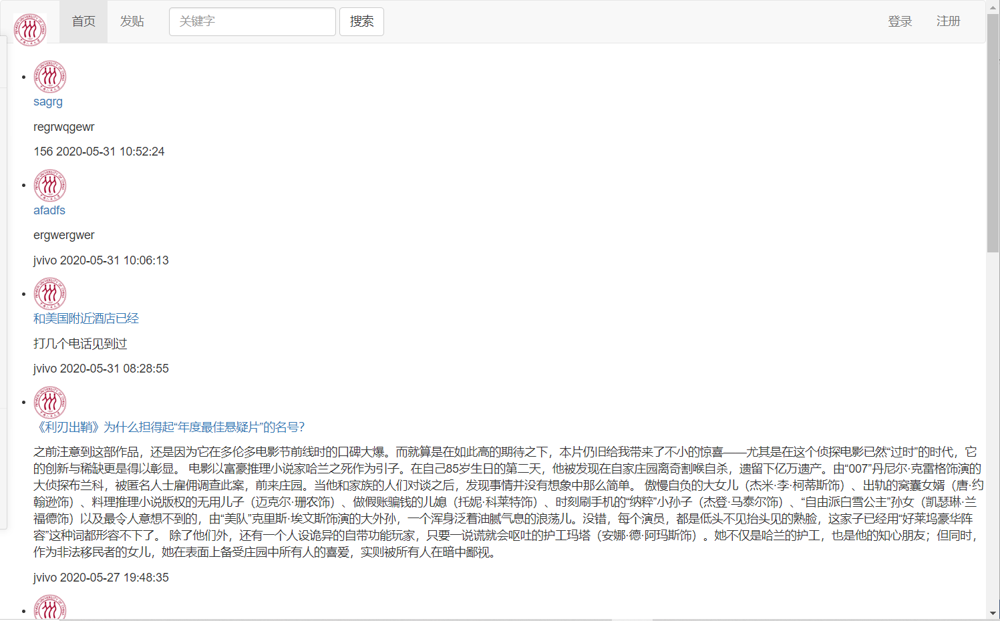 首页 发贴 关键字 搜索 登录 注册
sagrg
regrwqgewr
156 2020-05-31 10:52:24
afadfs
ergwergwer
jvivo 2020-05-31 10:06:13
和美国附近酒店已经
打几个电话见到过
jvivo 2020-05-31 08:28:55
《利刃出鞘》为什么担得起“年度最佳悬疑片”的名号？
之前注意到这部作品，还是因为它在多伦多电影节前线时的口碑大爆。而就算是在如此高的期待之下，本片仍旧给我带来了不小的惊喜——尤其是在这个侦探电影已然“过时”的时代，它
的创新与稀缺更是得以彰显。 电影以富豪推理小说家哈兰之死作为引子。在自己85岁生日的第二天，他被发现在自家庄园离奇割喉自杀，遗留下亿万遗产。由“007”丹尼尔·克雷格饰演的
大侦探布兰科，被匿名人士雇佣调查此案，前来庄园。当他和家族的人们对谈之后，发现事情并没有想象中那么简单。 傲慢自负的大女儿（杰米·李·柯蒂斯饰）、出轨的窝囊女婿（唐·约
翰逊饰）、料理推理小说版权的无用儿子（迈克尔·珊农饰）、做假账骗钱的儿媳（托妮·科莱特饰）、时刻刷手机的“纳粹”小孙子（杰登·马泰尔饰）、“自由派白雪公主”孙女（凯瑟琳·兰
福德饰）以及最令人意想不到的，由“美队”克里斯·埃文斯饰演的大外孙，一个浑身泛着油腻气息的浪荡儿。没错，每个演员，都是低头不见抬头见的熟脸，这家子已经用“好莱坞豪华阵
容”这种词都形容不下了。 除了他们外，还有一个人设诡异的自带功能玩家，只要一说谎就会呕吐的护工玛塔（安娜·德·阿玛斯饰）。她不仅是哈兰的护工，也是他的知心朋友；但同时，
作为非法移民者的女儿，她在表面上备受庄园中所有人的喜爱，实则被所有人在暗中鄙视。
jvivo 2020-05-27 19:48:35